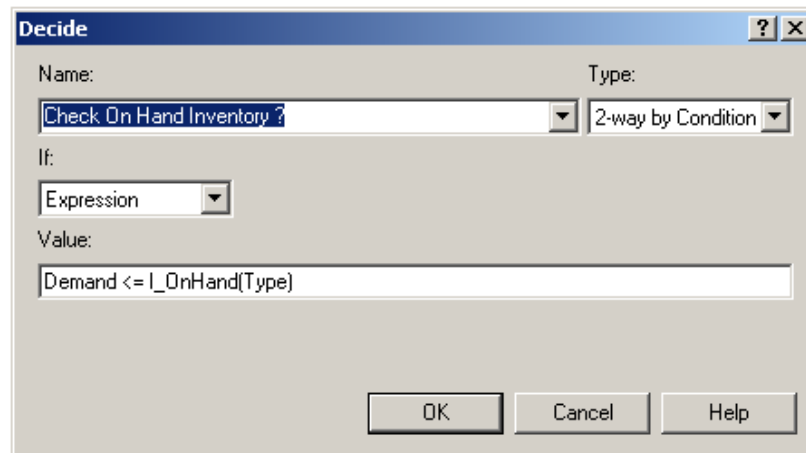 Decide
Name: Type:
Check On Hand Inventory ? 2-way by Condition
If:
Expression
Value:
Demand <= I_OnHand(Type)
OK Cancel Help